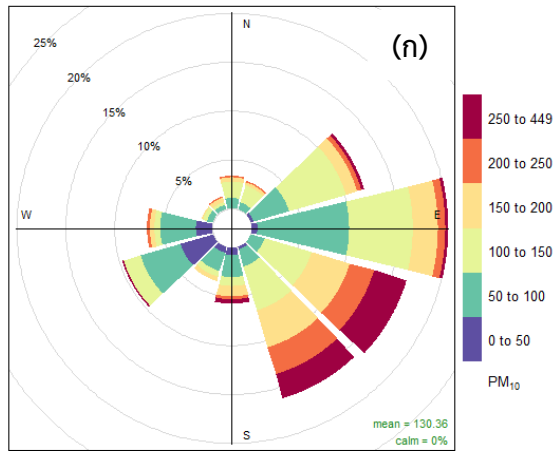 25%
20%
15%
10%
5%
N
(ก)
W
E
S
250 to 449
200 to 250
150 to 200
100 to 150
50 to 100
0 to 50
PM₁₀
mean = 130.36
calm = 0%